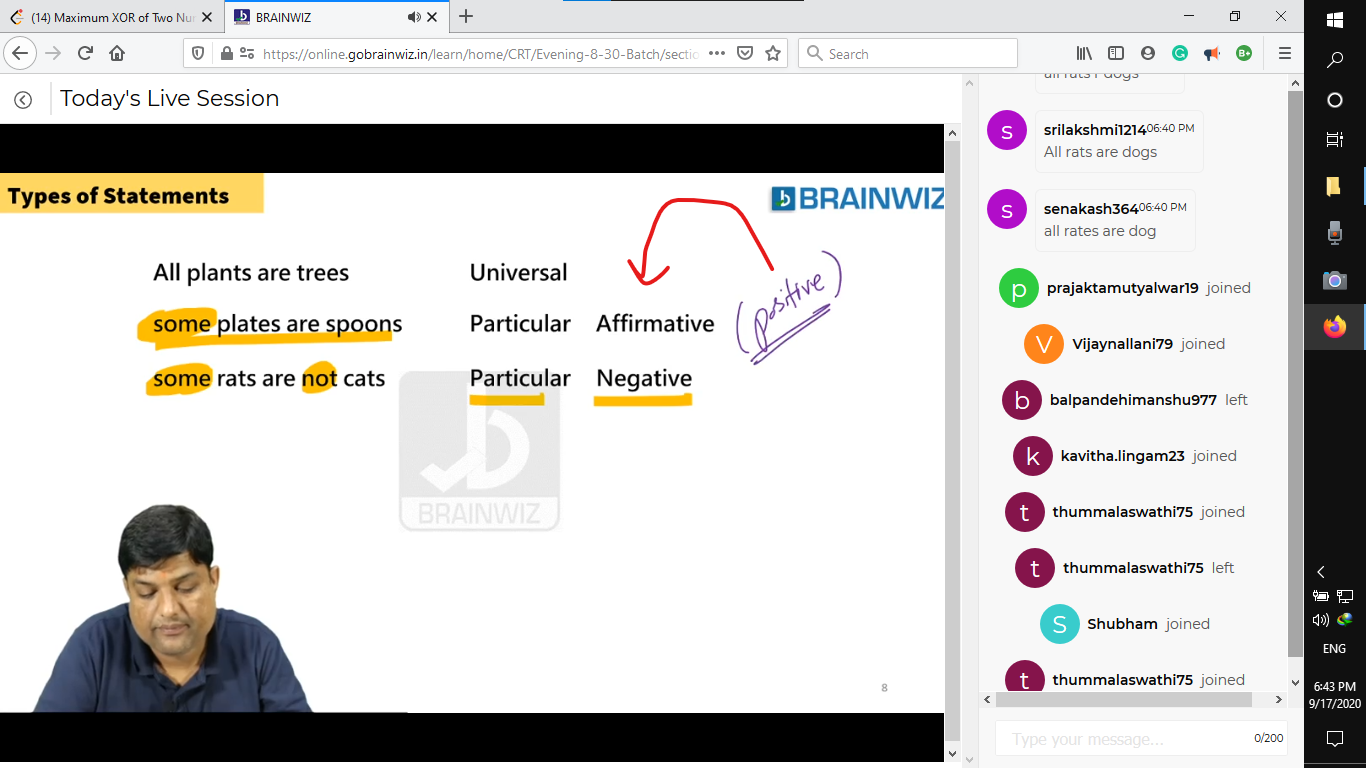 (14) Maximum XOR of Two Nu
BRAINWIZ
https://online.gobrainwiz.in/learn/home/CRT/Evening-8-30-Batch/sectio
Search
Today's Live Session
Types of Statements
BRAINWIZ
All plants are trees Universal
some plates are spoons Particular Affirmative (positive)
some rats are not cats Particular Negative
BRAINWIZ
8
all rats r dogs
s srilakshmi1214 06:40 PM
All rats are dogs
s senakash364 06:40 PM
all rates are dog
p prajaktamutyalwar19 joined
V Vijaynallani79 joined
b balpandehimanshu977 left
k kavitha.lingam23 joined
t thummalaswathi75 joined
t thummalaswathi75 left
S Shubham joined
t thummalaswathi75 joined
Type your message... 0/200
B+
ENG
6:43 PM
9/17/2020